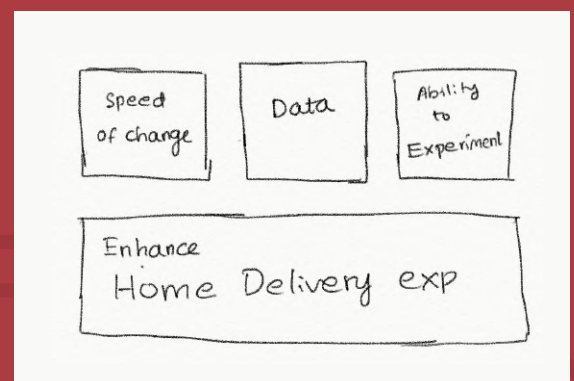 Speed
of change
Data
Ability
to
Experiment
Enhance
Home Delivery exp